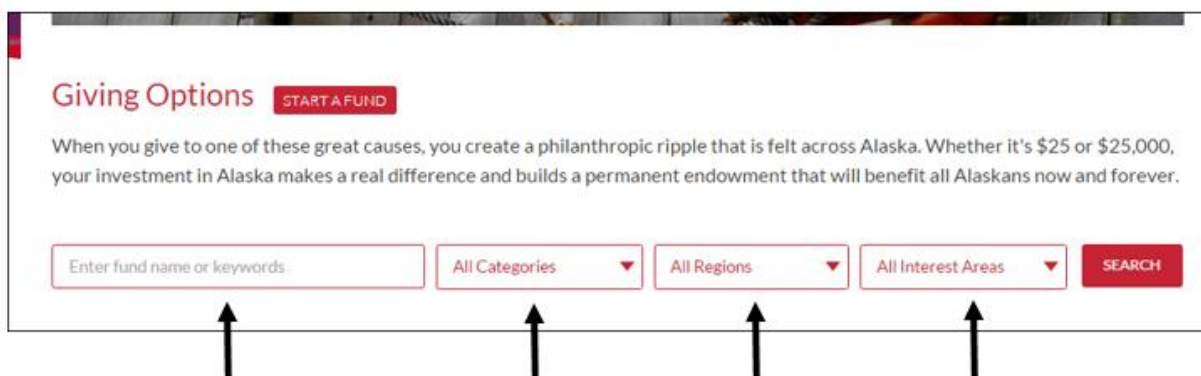 Giving Options START A FUND
When you give to one of these great causes, you create a philanthropic ripple that is felt across Alaska. Whether it's $25 or $25,000,
your investment in Alaska makes a real difference and builds a permanent endowment that will benefit all Alaskans now and forever.
Enter fund name or keywords All Categories All Regions All Interest Areas SEARCH